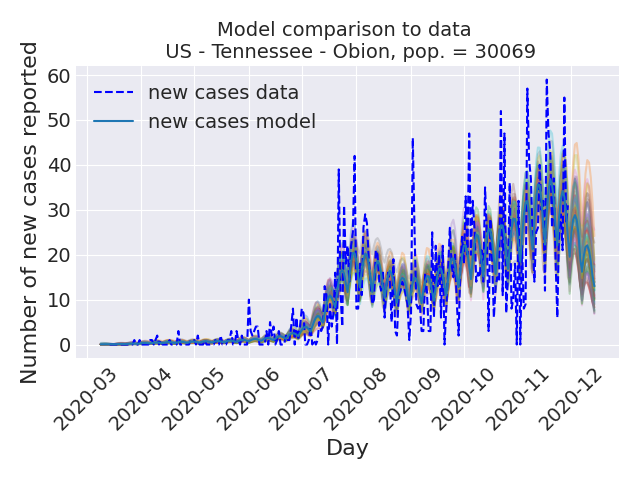 Model comparison to data
US - Tennessee - Obion, pop. = 30069
Number of new cases reported
60
50
40
30
20
10
0
new cases data
new cases model
2020-03
2020-04
2020-05
2020-06
2020-07
2020-08
2020-09
2020-10
2020-11
2020-12
Day